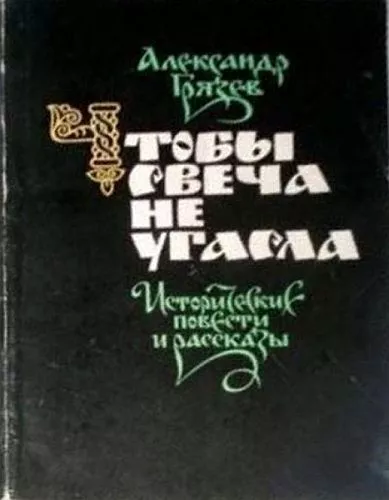 Александр
Грязев
Чтобы
свеча
не
угасла
Исторические
повести
и рассказы